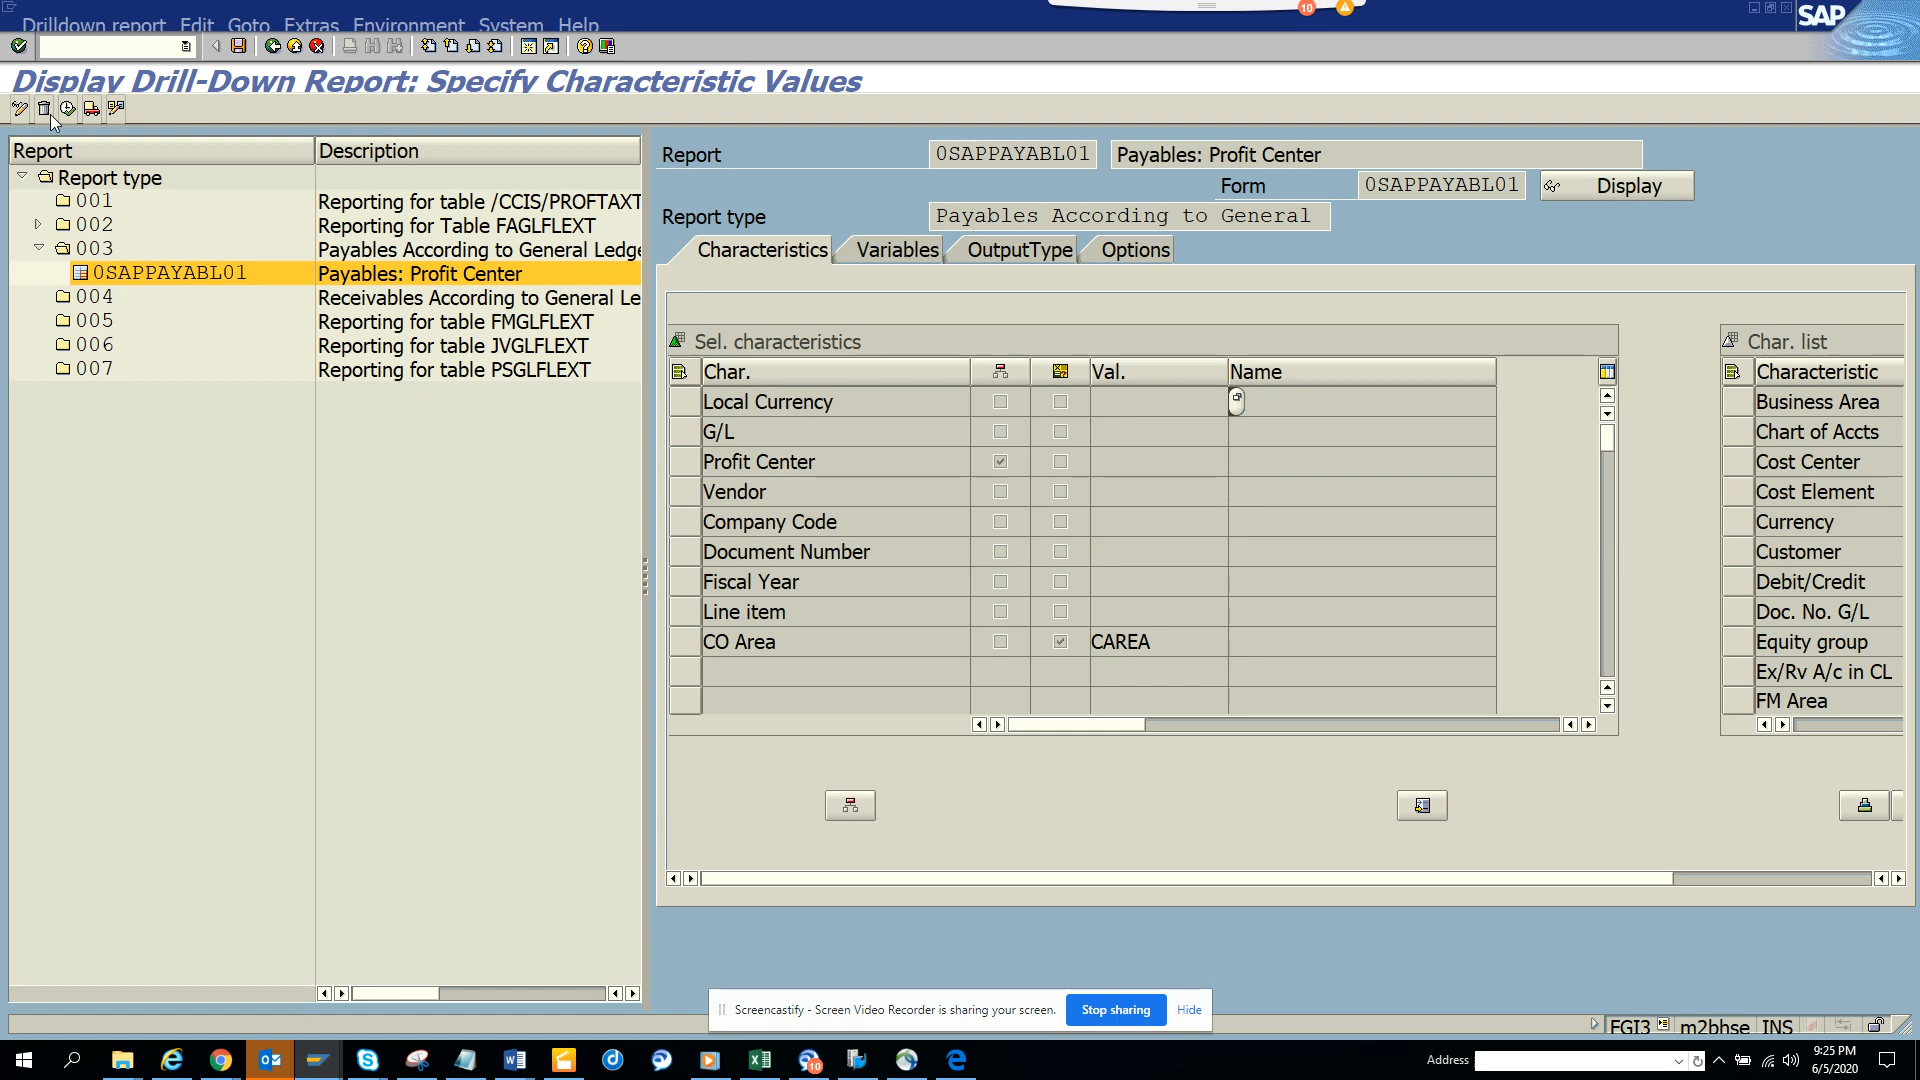 10
Drilldown report Edit Goto Extras Environment System Help
SAP
Display Drill-Down Report: Specify Characteristic Values
Report Description
Report type
001 Reporting for table /CCIS/PROFTAXT
002 Reporting for Table FAGLFLEXT
003 Payables According to General Ledge
0SAPPAYABL01 Payables: Profit Center
004 Receivables According to General Le
005 Reporting for table FMGLFLEXT
006 Reporting for table JVGLFLEXT
007 Reporting for table PSGLFLEXT
Report 0SAPPAYABL01 Payables: Profit Center
Form 0SAPPAYABL01 Display
Report type Payables According to General
Characteristics Variables OutputType Options
Sel. characteristics
Char. Val. Name
Local Currency
G/L
Profit Center
Vendor
Company Code
Document Number
Fiscal Year
Line item
CO Area CAREA
Char. list
Characteristic
Business Area
Chart of Accts
Cost Center
Cost Element
Currency
Customer
Debit/Credit
Doc. No. G/L
Equity group
Ex/Rv A/c in CL
FM Area
Screencastify - Screen Video Recorder is sharing your screen. Stop sharing Hide
FGI3 m2bhse INS
10
Address
9:25 PM
6/5/2020